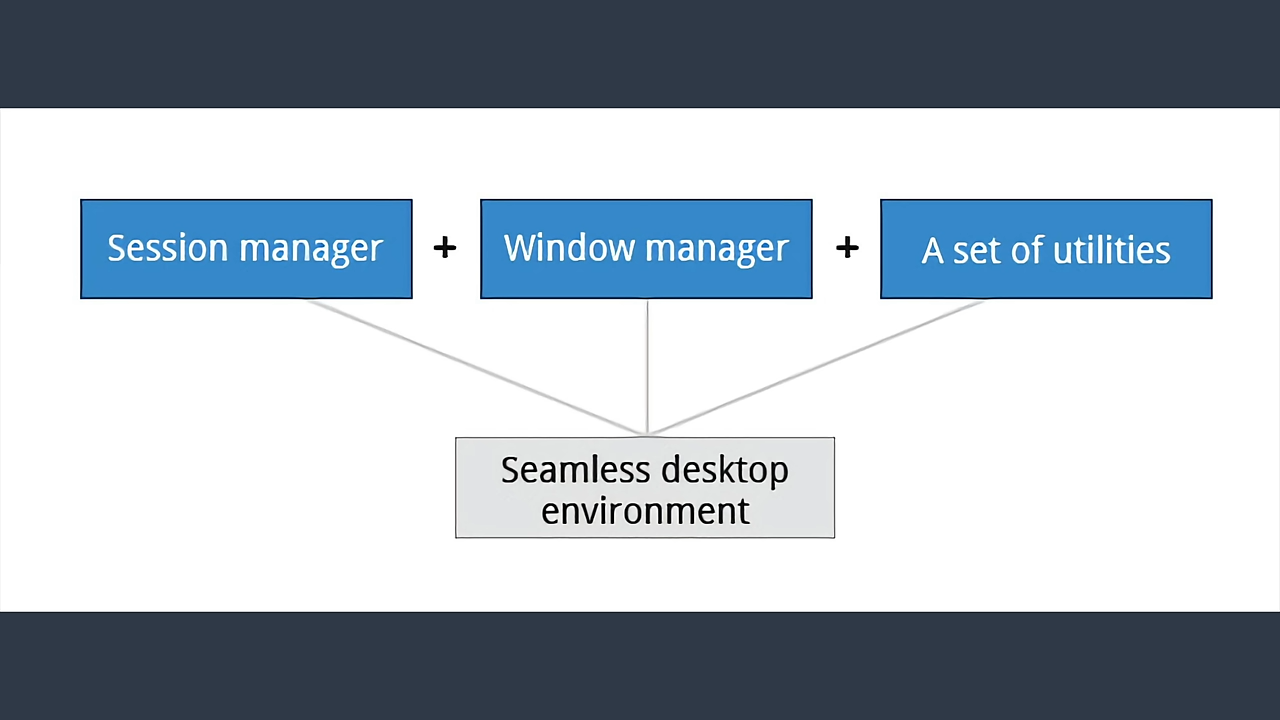 Session manager + Window manager + A set of utilities
Seamless desktop
environment